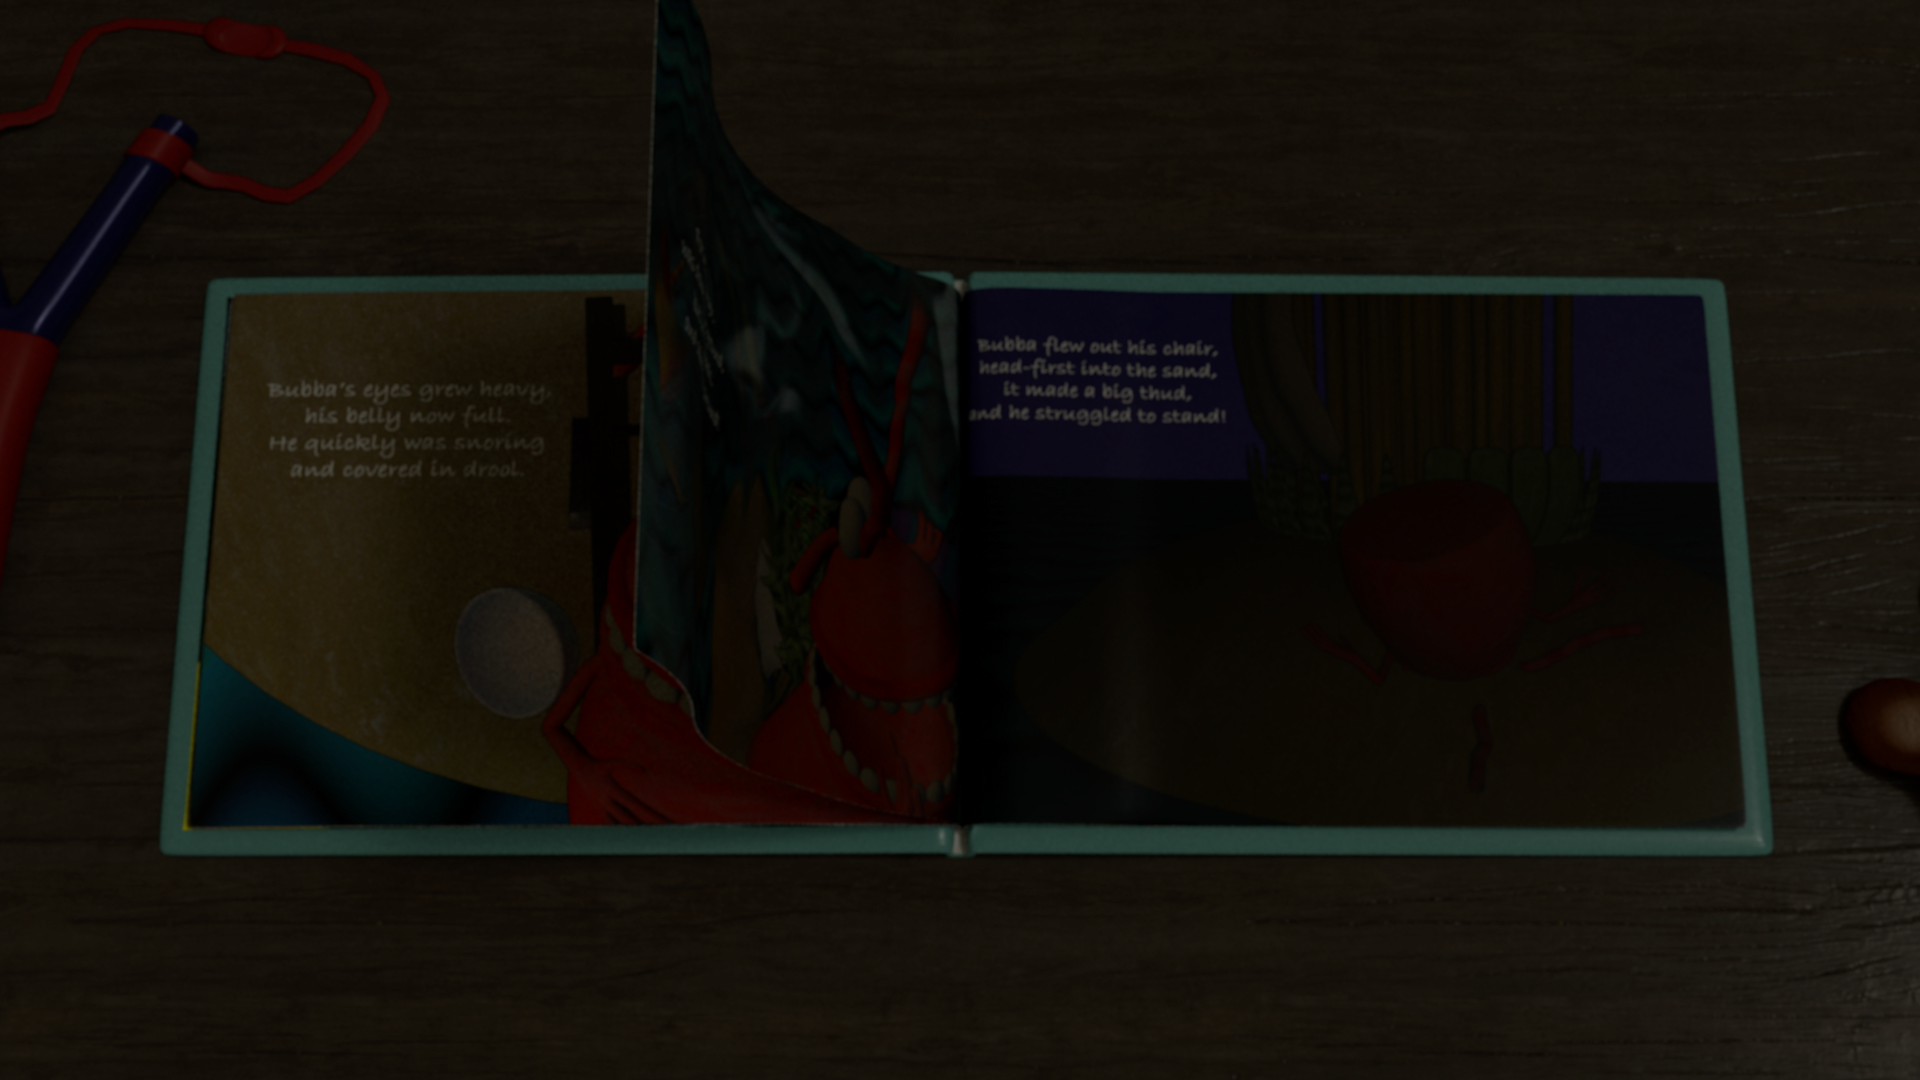 Bubba's eyes grew heavy,
his belly now full.
He quickly was snoring
and covered in drool.
Bubba flew out his chair,
head-first into the sand,
it made a big thud,
and he struggled to stand!